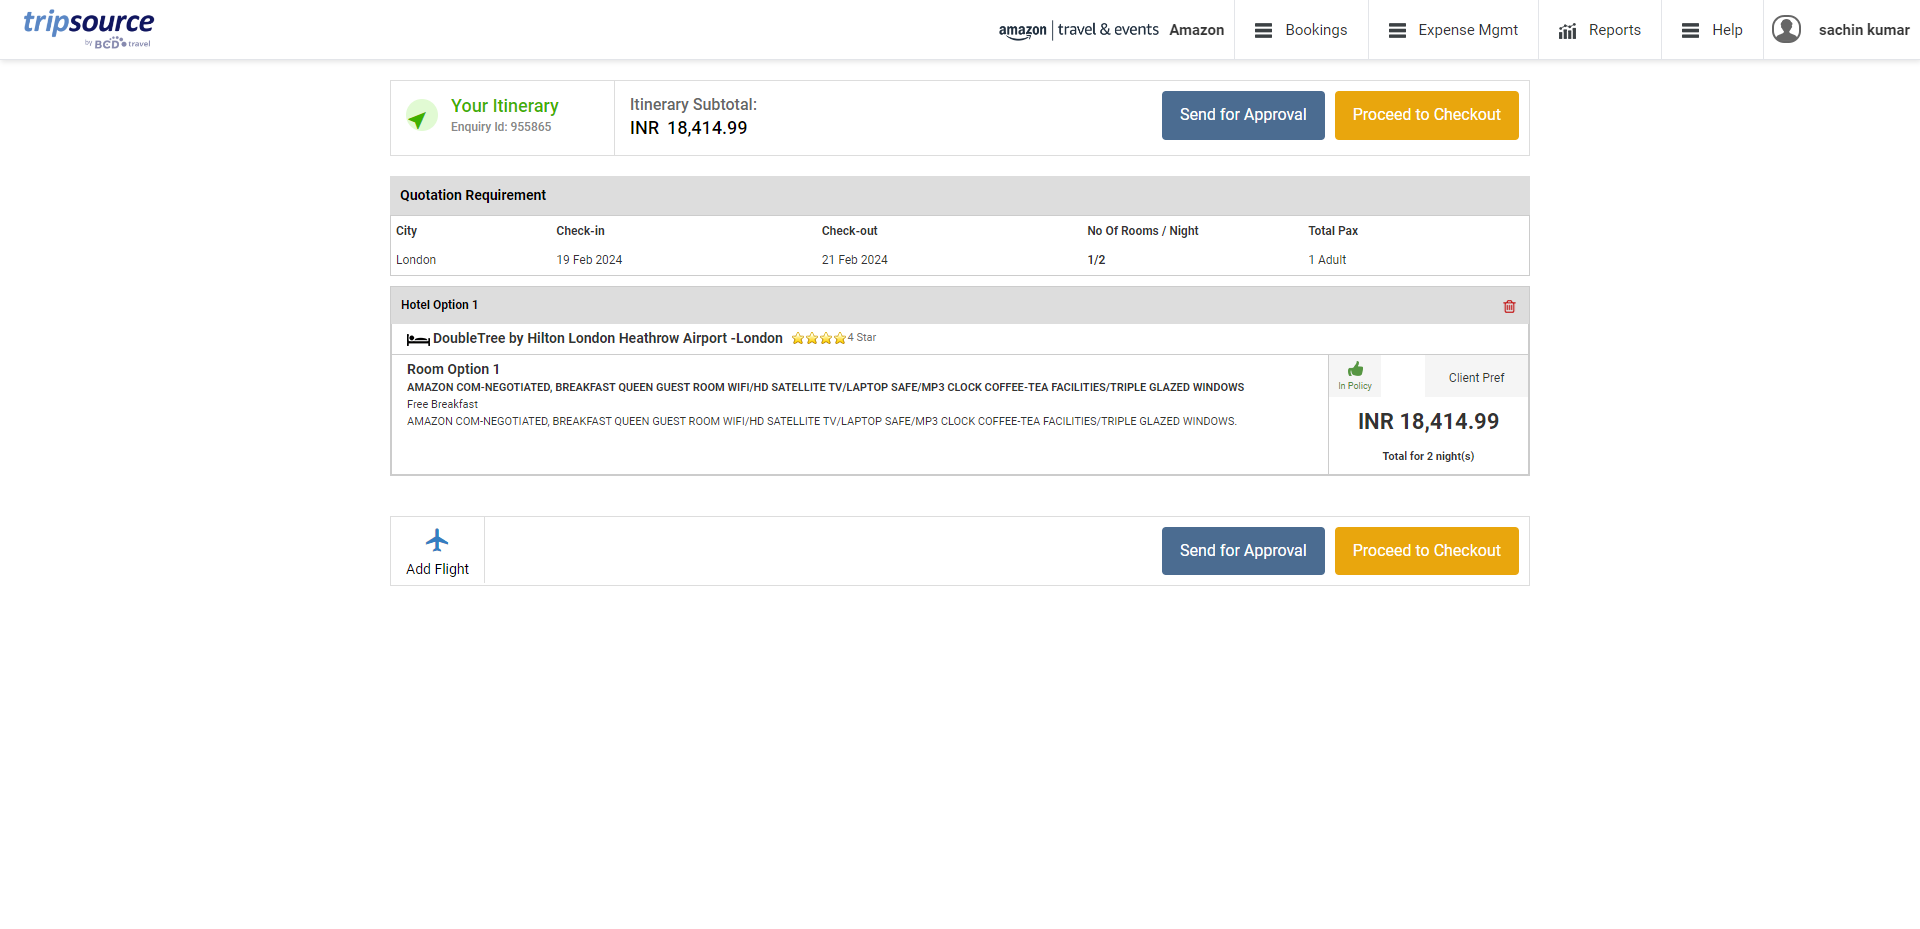 tripsource
by BCD travel
amazon | travel & events Amazon
Bookings
Expense Mgmt
Reports
Help
sachin kumar
Your Itinerary
Enquiry Id: 955865
Itinerary Subtotal:
INR 18,414.99
Send for Approval
Proceed to Checkout
Quotation Requirement
City Check-in Check-out No Of Rooms / Night Total Pax
London 19 Feb 2024 21 Feb 2024 1/2 1 Adult
Hotel Option 1
DoubleTree by Hilton London Heathrow Airport -London 4 Star
Room Option 1
AMAZON COM-NEGOTIATED, BREAKFAST QUEEN GUEST ROOM WIFI/HD SATELLITE TV/LAPTOP SAFE/MP3 CLOCK COFFEE-TEA FACILITIES/TRIPLE GLAZED WINDOWS
Free Breakfast
AMAZON COM-NEGOTIATED, BREAKFAST QUEEN GUEST ROOM WIFI/HD SATELLITE TV/LAPTOP SAFE/MP3 CLOCK COFFEE-TEA FACILITIES/TRIPLE GLAZED WINDOWS.
In Policy
Client Pref
INR 18,414.99
Total for 2 night(s)
Add Flight
Send for Approval
Proceed to Checkout